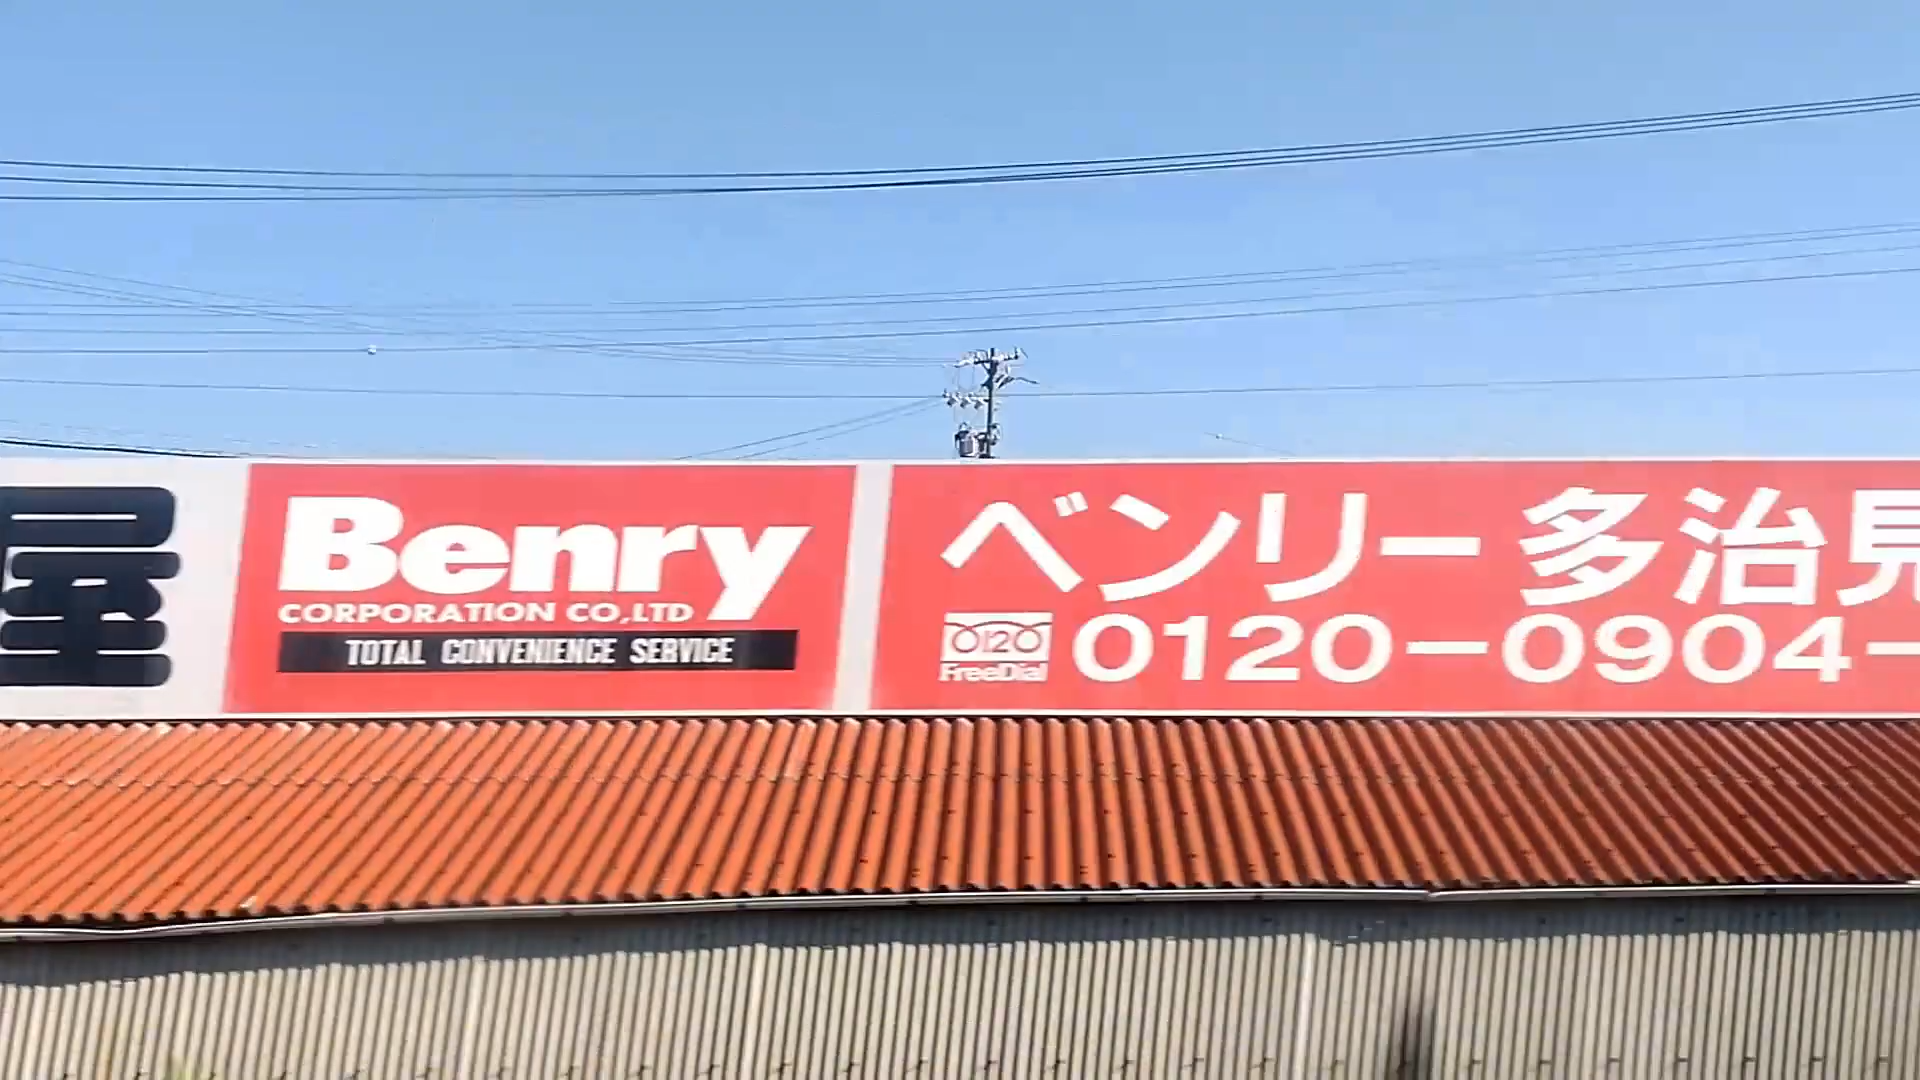 屋
Benry
CORPORATION CO,LTD
TOTAL CONVENIENCE SERVICE
ベンリー多治見
0120
FreeDial
0120-0904-